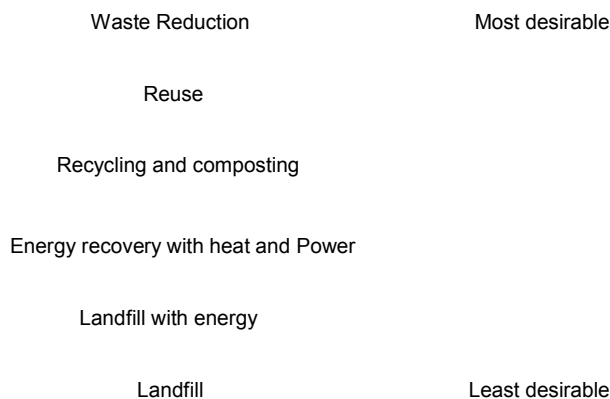 Waste Reduction Most desirable
Reuse
Recycling and composting
Energy recovery with heat and Power
Landfill with energy
Landfill Least desirable